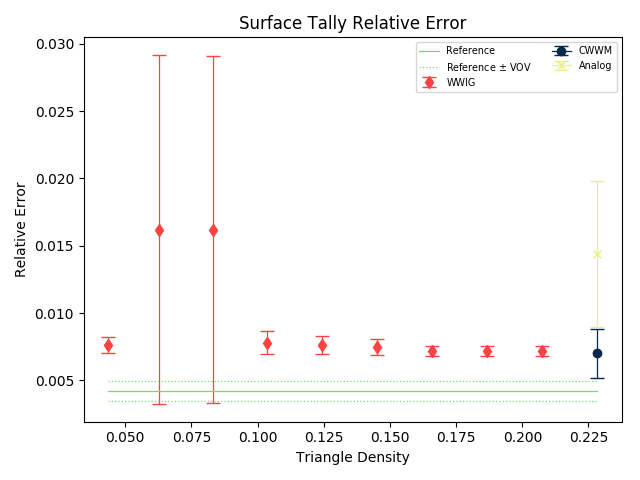 Surface Tally Relative Error
Reference
Reference ± VOV
WWIG
CWWM
Analog
0.030
0.025
0.020
0.015
0.010
0.005
Relative Error
0.050
0.075
0.100
0.125
0.150
0.175
0.200
0.225
Triangle Density